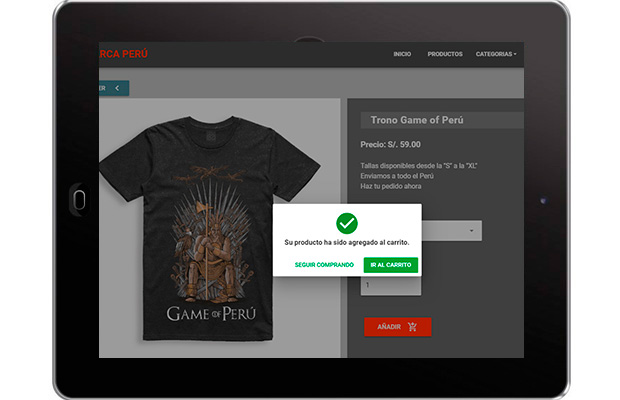 RCA PERÚ
INICIO
PRODUCTOS
CATEGORIAS
ER
Trono Game of Perú
Precio: S/. 59.00
Tallas disponibles desde la "S" a la "XL"
Enviamos a todo el Perú
Haz tu pedido ahora
Su producto ha sido agregado al carrito.
SEGUIR COMPRANDO
IR AL CARRITO
1
AÑADIR
GAME OF PERÚ